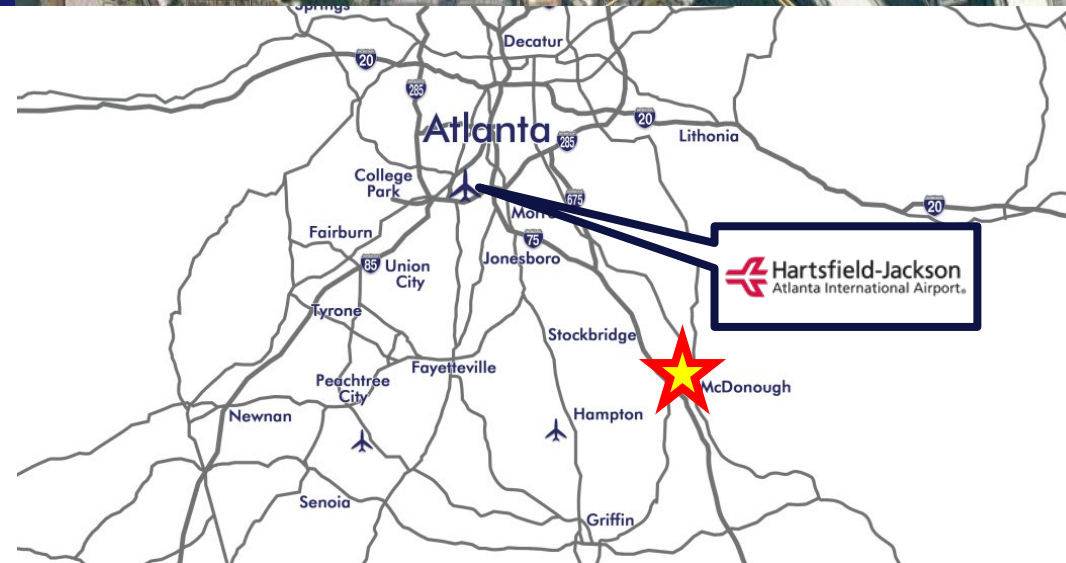 Springs
Decatur
20
285
Atlanta
20
285
Lithonia
College
Park
675
20
Morro
Fairburn
75
Jonesboro
85
Union
City
Hartsfield-Jackson
Atlanta International Airport®
Tyrone
Stockbridge
Fayetteville
Peachtree
City
McDonough
Newnan
Hampton
Senoia
Griffin